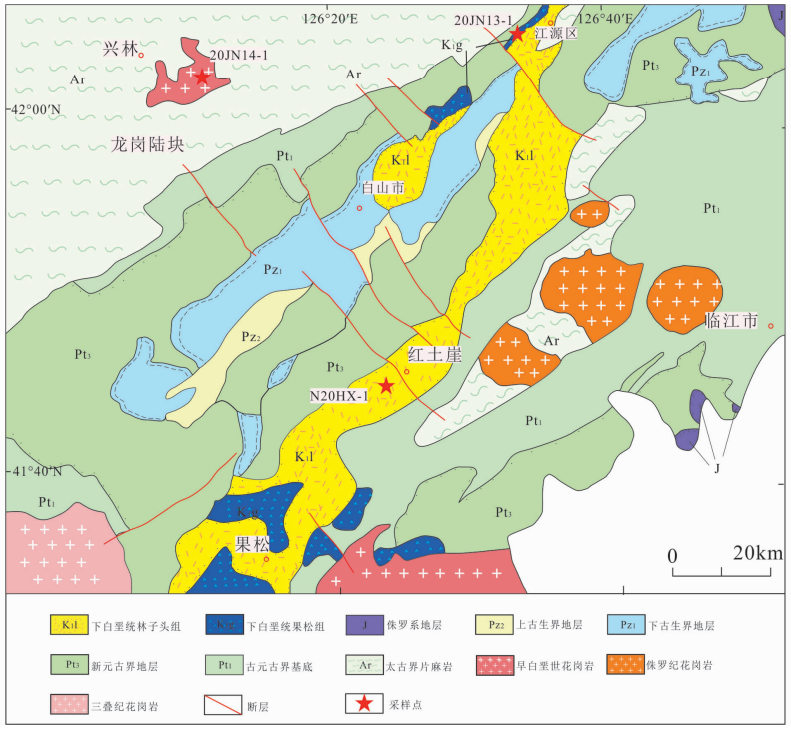 126°20′E
20JN13-1
126°40′E
兴林
20JN14-1
江源区
K₁g
J
Pt₃
Pz₁
Ar
Ar
42°00′N
龙岗陆块
Pt₁
K₁l
K₁l
白山市
Pt₁
Pz₁
临江市
Pz₂
Ar
Pt₃
Pt₃
红土崖
N20HX-1
Pt₁
K₁l
J
41°40′N
Pt₁
K₁g
Pt₃
果松
0 20km
K₁l 下白垩统林子头组
K₁g 下白垩统果松组
J 侏罗系地层
Pz₂ 上古生界地层
Pz₁ 下古生界地层
Pt₃ 新元古界地层
Pt₁ 古元古界基底
Ar 太古界片麻岩
早白垩世花岗岩
侏罗纪花岗岩
三叠纪花岗岩
断层
采样点